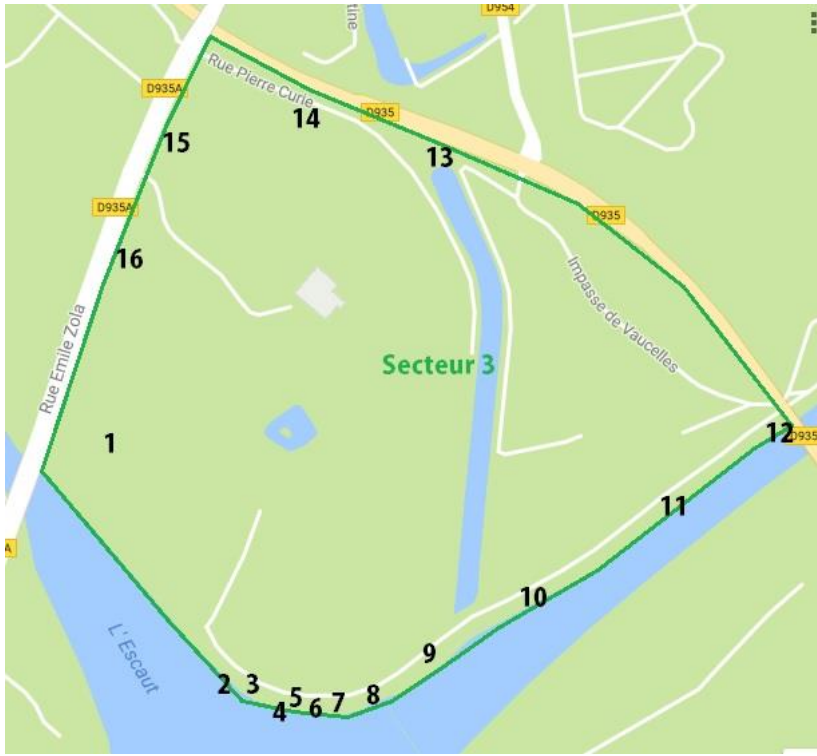 tine
D954
Rue Pierre Curie
D935A
D935
14
15
13
D935A
D935
16
Impasse de Vaucelles
Rue Emile Zola
Secteur 3
1
12
D935
11
A
10
L' Escaut
9
2
3
5
8
4
6
7